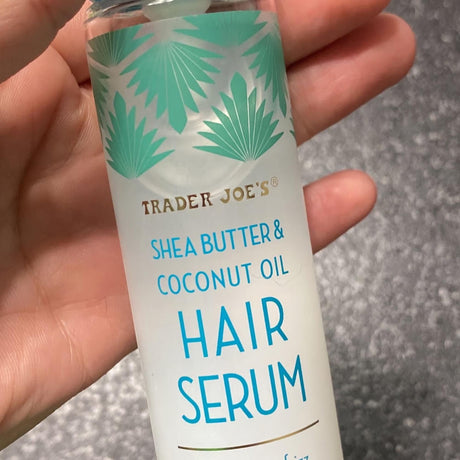 TRADER JOE'S®
SHEA BUTTER &
COCONUT OIL
HAIR
SERUM